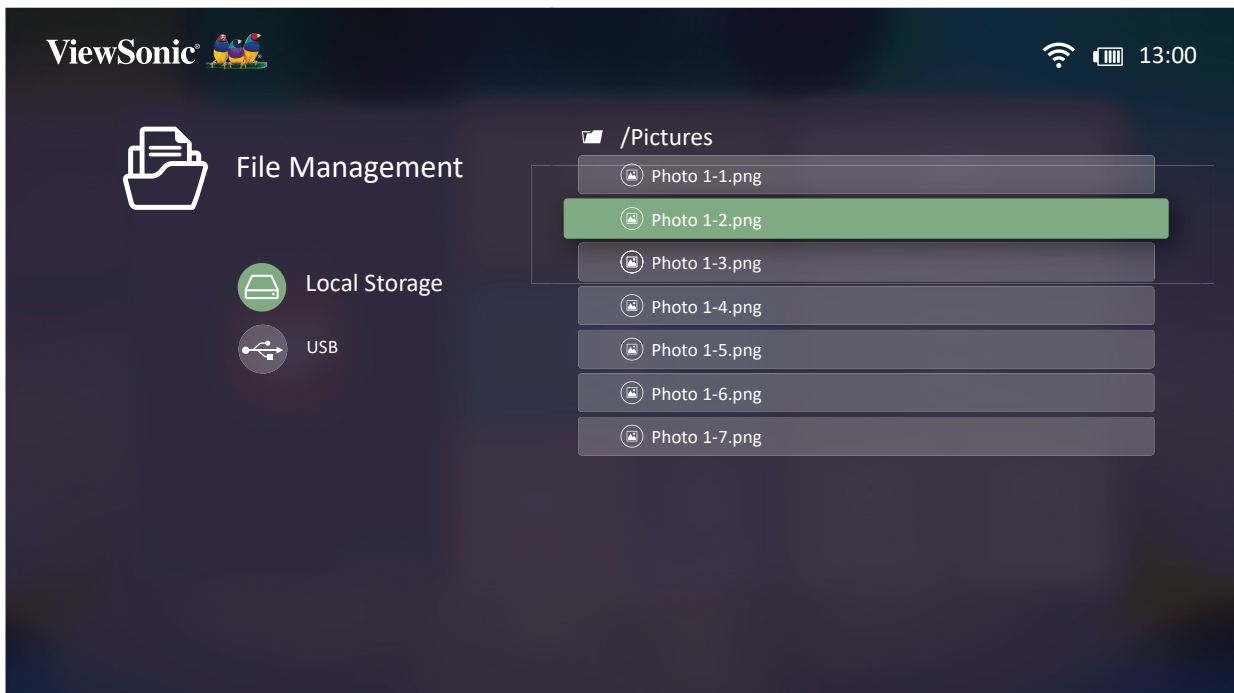 ViewSonic®
13:00
File Management
Local Storage
USB
/Pictures
Photo 1-1.png
Photo 1-2.png
Photo 1-3.png
Photo 1-4.png
Photo 1-5.png
Photo 1-6.png
Photo 1-7.png